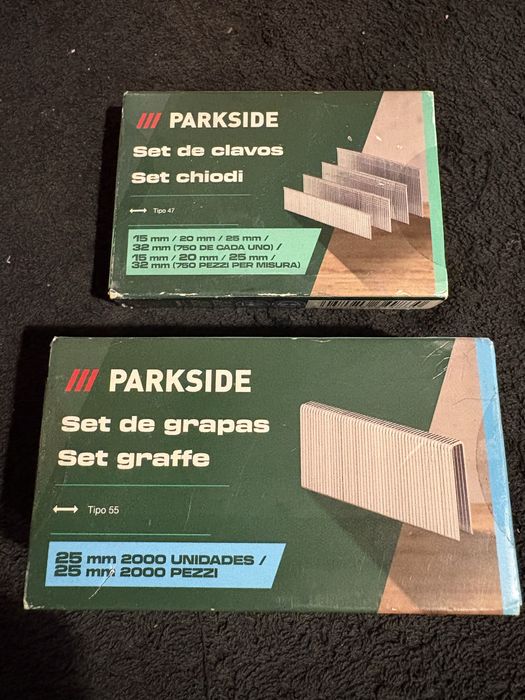 /// PARKSIDE
Set de clavos
Set chiodi
Tipo 47
15 mm / 20 mm / 25 mm /
32 mm (750 DE CADA UNO) /
15 mm / 20 mm / 25 mm /
32 mm (750 PEZZI PER MISURA)
/// PARKSIDE
Set de grapas
Set graffe
Tipo 55
25 mm 2000 UNIDADES /
25 mm 2000 PEZZI